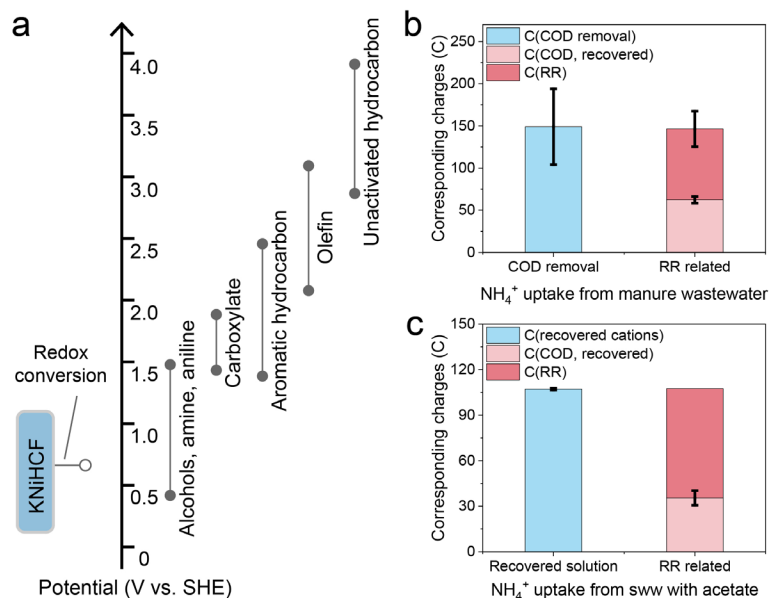 a
4.0
3.5
3.0
2.5
2.0
1.5
1.0
0.5
0
Redox
conversion
KNiHCF
Alcohols, amine, aniline
Carboxylate
Aromatic hydrocarbon
Olefin
Unactivated hydrocarbon
Potential (V vs. SHE)
b
C(COD removal)
C(COD, recovered)
C(RR)
Corresponding charges (C)
250
200
150
100
50
0
COD removal
RR related
NH₄⁺ uptake from manure wastewater
c
C(recovered cations)
C(COD, recovered)
C(RR)
Corresponding charges (C)
150
120
90
60
30
0
Recovered solution
RR related
NH₄⁺ uptake from sww with acetate